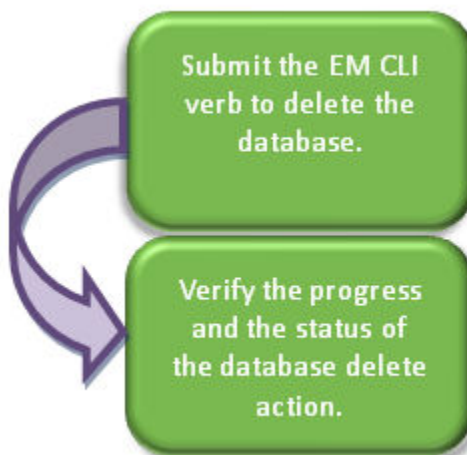 Submit the EM CLI
verb to delete the
database.
Verify the progress
and the status of
the database delete
action.